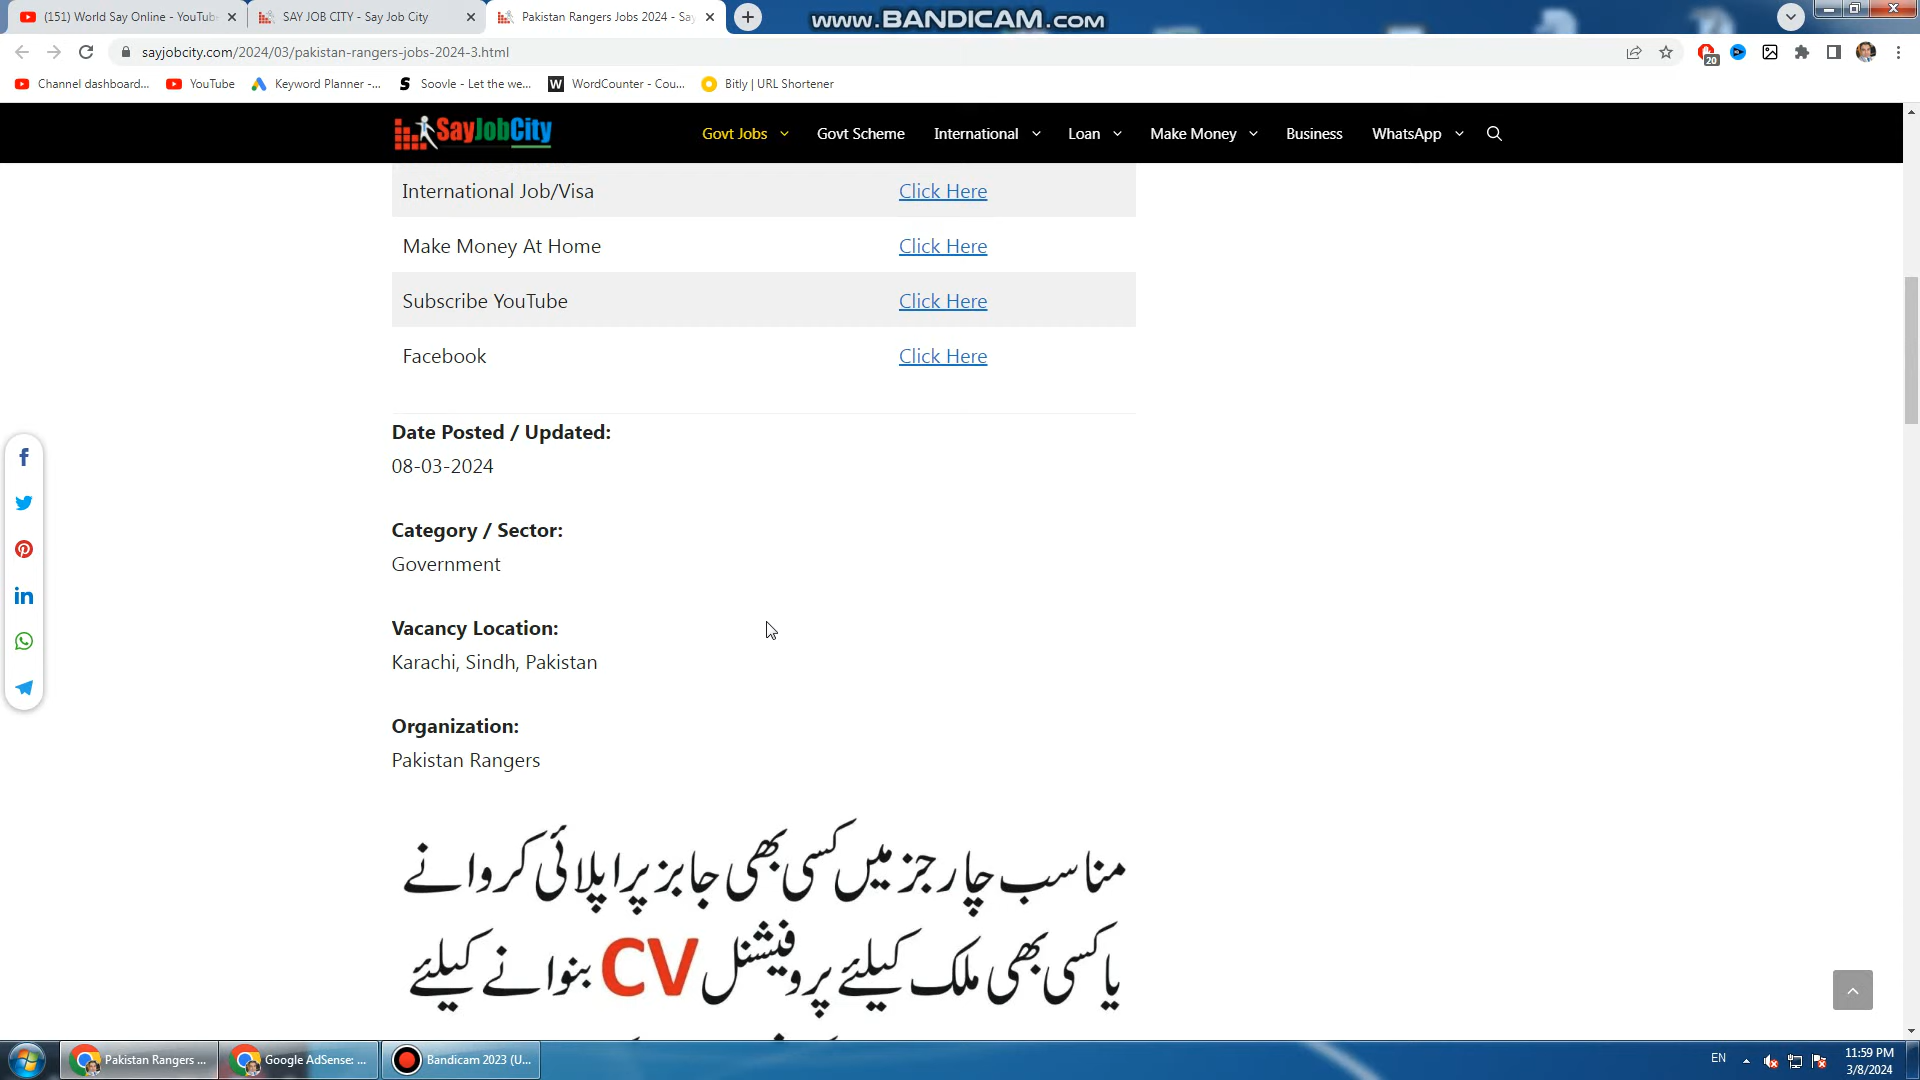 (151) World Say Online - YouTub
SAY JOB CITY - Say Job City
Pakistan Rangers Jobs 2024 - Say
www.BANDICAM.com
sayjobcity.com/2024/03/pakistan-rangers-jobs-2024-3.html
20
Channel dashboard...
YouTube
Keyword Planner -...
Soovle - Let the we...
WordCounter - Cou...
Bitly | URL Shortener
SayJobCity
Govt Jobs
Govt Scheme
International
Loan
Make Money
Business
WhatsApp
International Job/Visa Click Here
Make Money At Home Click Here
Subscribe YouTube Click Here
Facebook Click Here
Date Posted / Updated:
08-03-2024
Category / Sector:
Government
Vacancy Location:
Karachi, Sindh, Pakistan
Organization:
Pakistan Rangers
مناسب چارجز میں کسی بھی جابز پر اپلائی کروانے
یا کسی بھی ملک کیلئے پروفیشنل CV بنوانے کیلئے
Pakistan Rangers ...
Google AdSense: ...
Bandicam 2023 (U...
EN
11:59 PM
3/8/2024